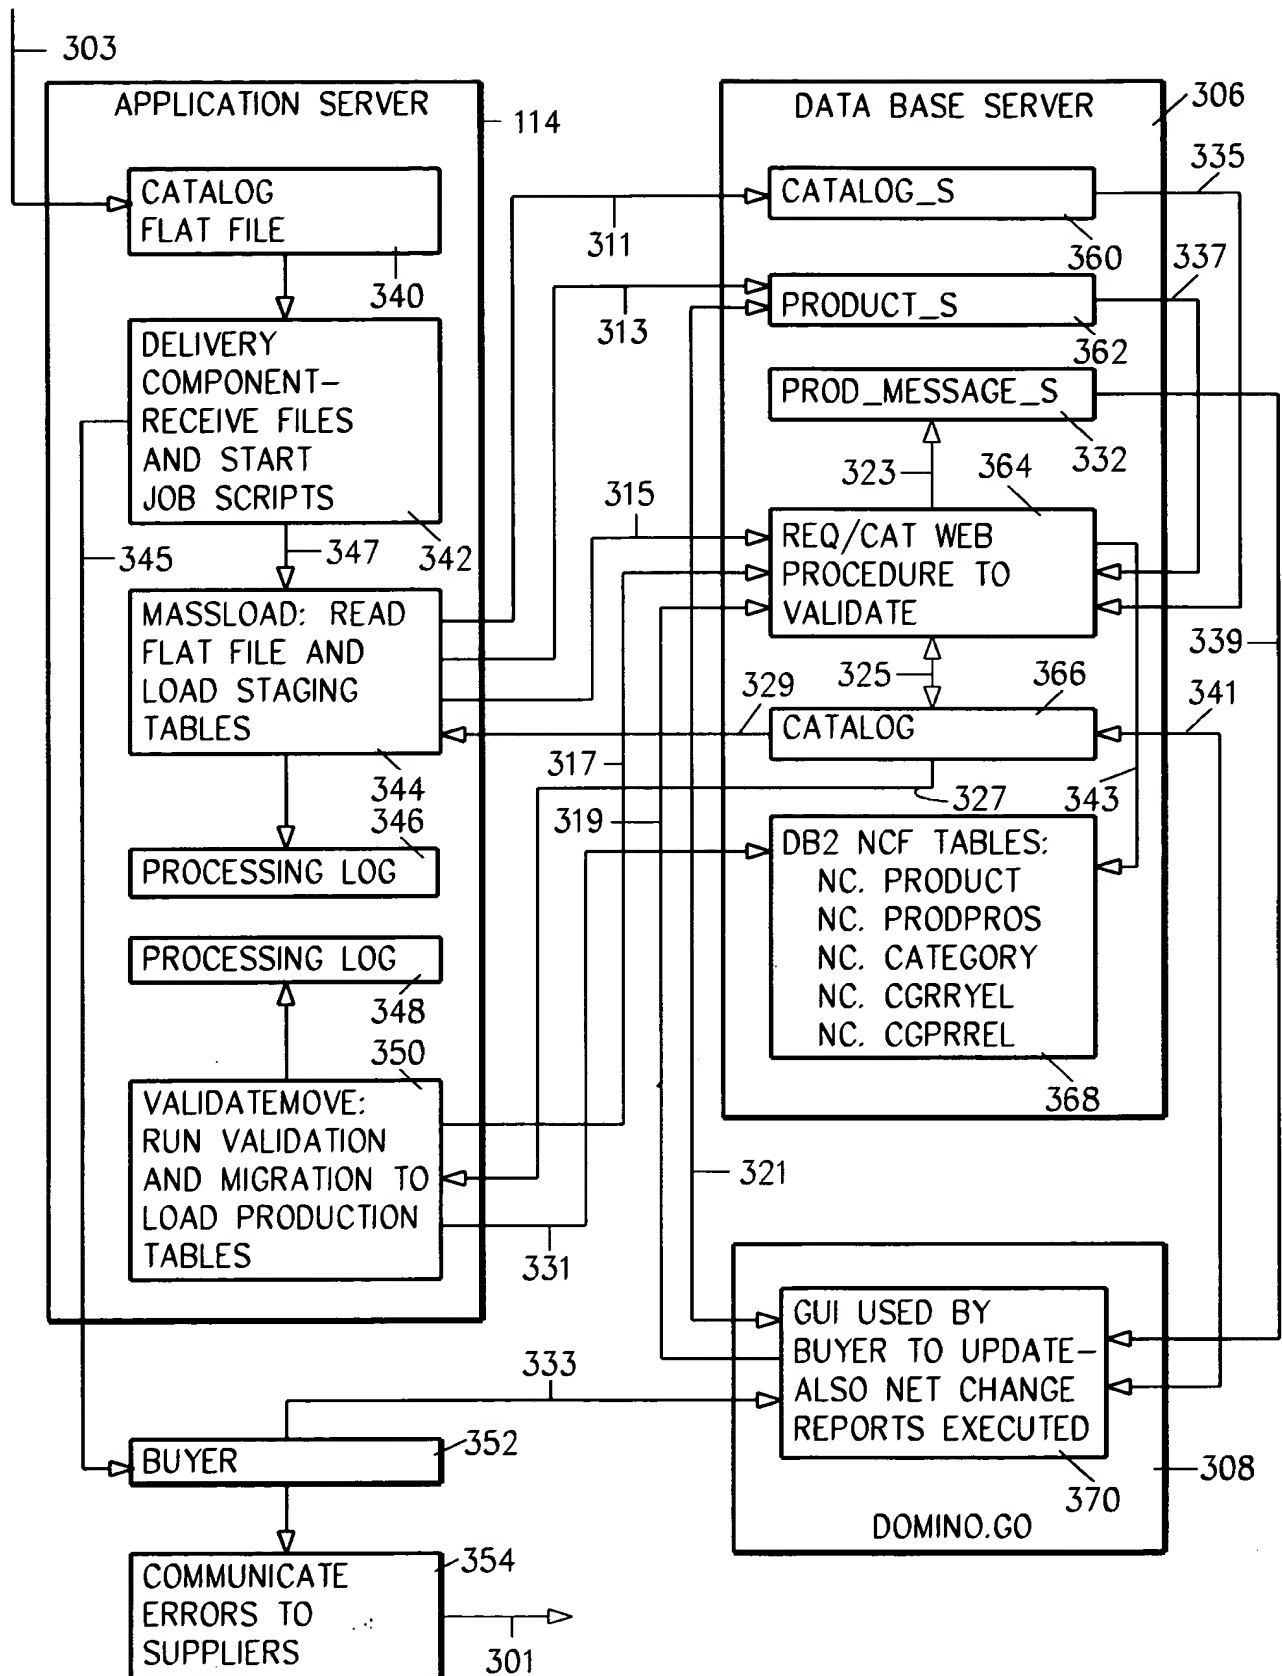 303
APPLICATION SERVER
114
CATALOG
FLAT FILE
340
DELIVERY
COMPONENT-
RECEIVE FILES
AND START
JOB SCRIPTS
342
345
347
MASSLOAD: READ
FLAT FILE AND
LOAD STAGING
TABLES
344
346
PROCESSING LOG
PROCESSING LOG
348
350
VALIDATEMOVE:
RUN VALIDATION
AND MIGRATION TO
LOAD PRODUCTION
TABLES
311
313
315
329
317
319
327
331
321
333
DATA BASE SERVER
306
335
CATALOG_S
360
337
PRODUCT_S
362
PROD_MESSAGE_S
332
323
364
REQ/CAT WEB
PROCEDURE TO
VALIDATE
339
325
366
341
CATALOG
343
DB2 NCF TABLES:
NC. PRODUCT
NC. PRODPROS
NC. CATEGORY
NC. CGRRYEL
NC. CGPRREL
368
GUI USED BY
BUYER TO UPDATE-
ALSO NET CHANGE
REPORTS EXECUTED
370
308
DOMINO.GO
BUYER
352
354
COMMUNICATE
ERRORS TO
SUPPLIERS
301